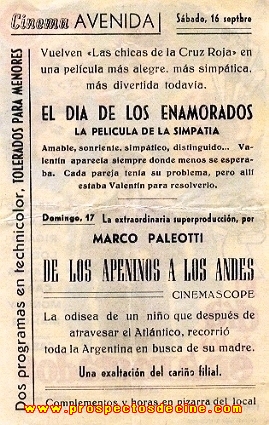 Cinema AVENIDA
Sábado, 16 septbre
Dos programas en technicolor, TOLERADOS PARA MENORES
Vuelven «Las chicas de la Cruz Roja» en
una película más alegre, más simpática,
más divertida todavía.
EL DIA DE LOS ENAMORADOS
LA PELICULA DE LA SIMPATIA
Amable, sonriente, simpático, distinguido... Va-
lentín aparecía siempre donde menos se espera-
ba. Cada pareja tenía su problema, pero allí
estaba Valentín para resolverlo.
Domingo, 17 La extraordinaria superproducción, por
MARCO PALEOTTI
DE LOS APENINOS A LOS ANDES
CINEMASCOPE
La odisea de un niño que después de
atravesar el Atlántico, recorrió
toda la Argentina en busca de su madre.
Una exaltación del cariño filial.
Complementos y horas en pizarra del local
www.prospectosdecine.com